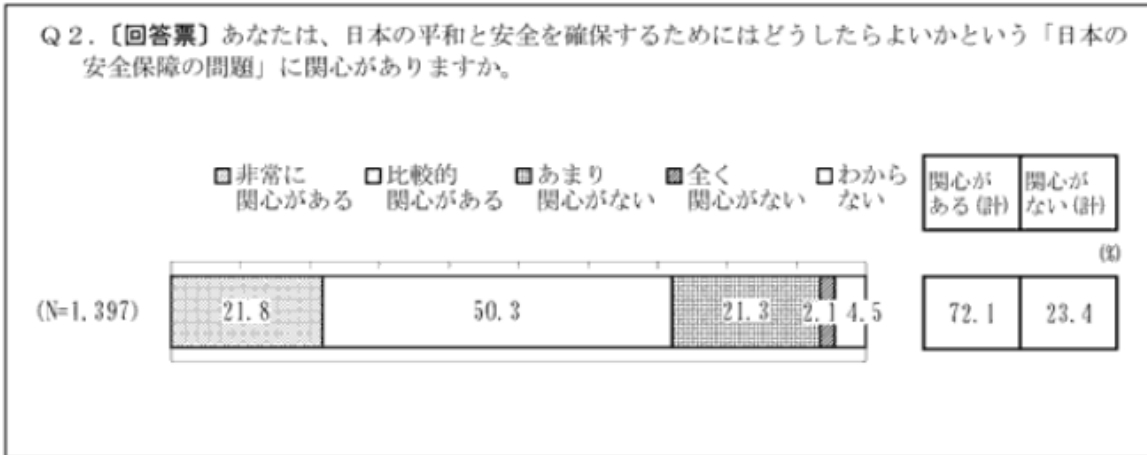 Q2.〔回答票〕あなたは、日本の平和と安全を確保するためにはどうしたらよいかという「日本の
安全保障の問題」に関心がありますか。
非常に 比較的 あまり 全く わから
関心がある 関心がある 関心がない 関心がない ない
関心が 関心が
ある(計) ない(計)
(%)
(N=1,397) 21.8 50.3 21.3 2.1 4.5 72.1 23.4